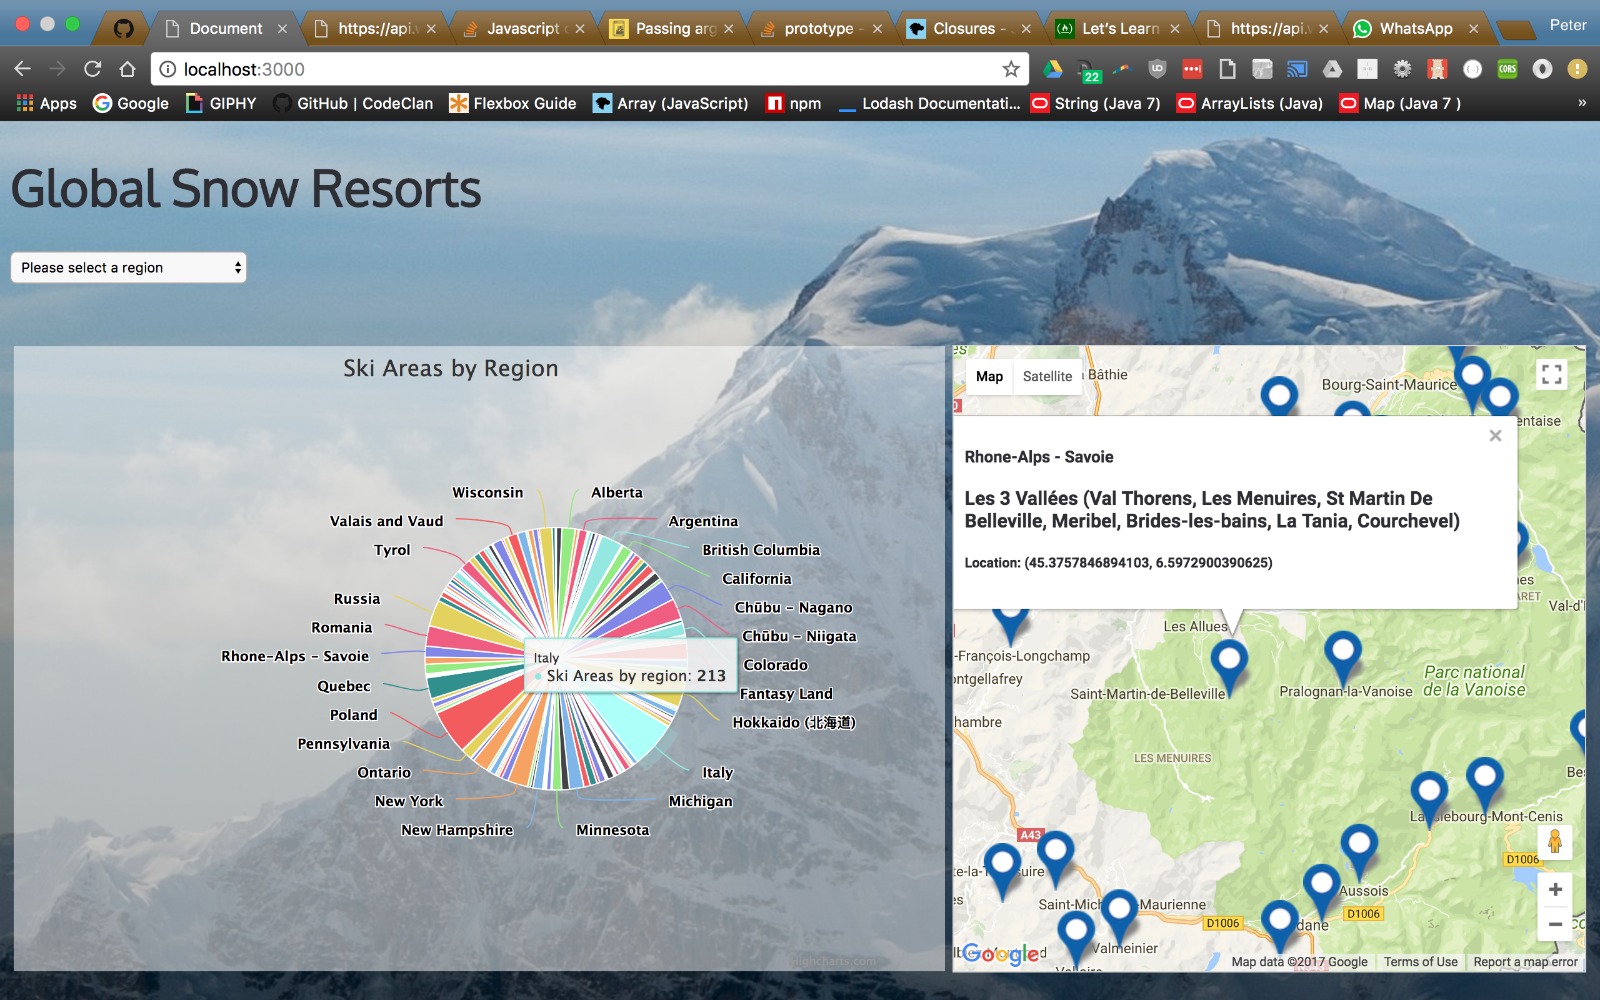 Document
https://api.
Javascript
Passing arg
prototype -
Closures -
Let's Learn
https://api.
WhatsApp
Peter
localhost:3000
22
CORS
Apps
Google
GIPHY
GitHub | CodeClan
Flexbox Guide
Array (JavaScript)
npm
Lodash Documentati...
String (Java 7)
ArrayLists (Java)
Map (Java 7 )
»
Global Snow Resorts
Please select a region
Ski Areas by Region
Wisconsin
Alberta
Valais and Vaud
Argentina
Tyrol
British Columbia
California
Russia
Chūbu - Nagano
Romania
Chūbu - Niigata
Rhone-Alps - Savoie
Italy
Ski Areas by region: 213
Colorado
Quebec
Fantasy Land
Poland
Hokkaido (北海道)
Pennsylvania
Ontario
Italy
New York
Michigan
New Hampshire
Minnesota
Highcharts.com
Map
Satellite
Bâthie
Bourg-Saint-Maurice
entaise
Rhone-Alps - Savoie
Les 3 Vallées (Val Thorens, Les Menuires, St Martin De
Belleville, Meribel, Brides-les-bains, La Tania, Courchevel)
Location: (45.3757846894103, 6.5972900390625)
Val-d'I
Les Allues
-François-Longchamp
ontgellafrey
Saint-Martin-de-Belleville
Pralognan-la-Vanoise
Parc national
de la Vanoise
hambre
LES MENUIRES
Be
lebourg-Mont-Cenis
A43
D1006
Aussois
Saint-Mich
Maurienne
D1006
D1006
dane
Valmeinier
Google
Map data ©2017 Google
Terms of Use
Report a map error